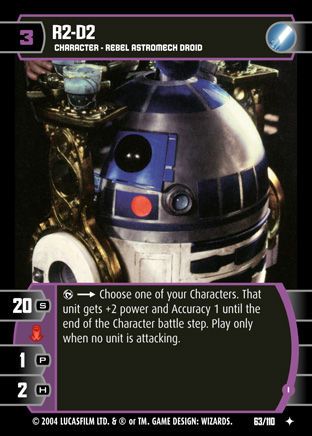 3
R2-D2
CHARACTER • REBEL ASTROMECH DROID
20 S
1 P
2 H
→ Choose one of your Characters. That
unit gets +2 power and Accuracy 1 until the
end of the Character battle step. Play only
when no unit is attacking.
1
© 2004 LUCASFILM LTD. & ® or TM. GAME DESIGN: WIZARDS.
63/110